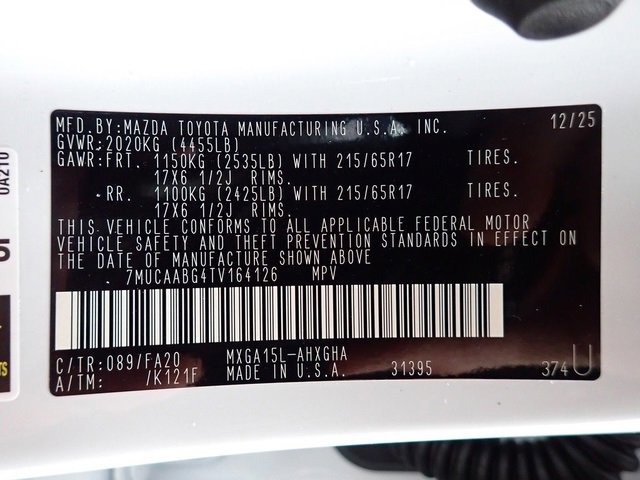 MFD.BY:MAZDA TOYOTA MANUFACTURING U.S.A. INC. 12/25
GVWR:2020KG (4455LB)
GAWR:FRT. 1150KG (2535LB) WITH 215/65R17 TIRES.
17X6 1/2J RIMS.
RR. 1100KG (2425LB) WITH 215/65R17 TIRES.
17X6 1/2J RIMS.
THIS VEHICLE CONFORMS TO ALL APPLICABLE FEDERAL MOTOR
VEHICLE SAFETY AND THEFT PREVENTION STANDARDS IN EFFECT ON
THE DATE OF MANUFACTURE SHOWN ABOVE
7MUCAABG4TV164126 MPV
C/TR:089/FA20 MXGA15L-AHXGHA
A/TM: /K121F MADE IN U.S.A. 31395 374U
0A210